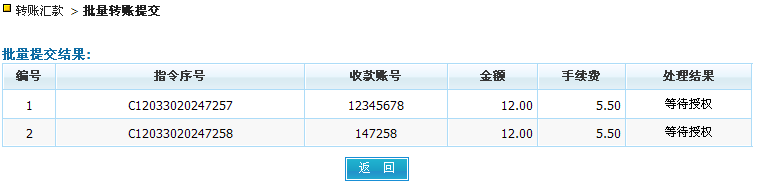 转账汇款 > 批量转账提交
批量提交结果:
编号 指令序号 收款账号 金额 手续费 处理结果
1 C12033020247257 12345678 12.00 5.50 等待授权
2 C12033020247258 147258 12.00 5.50 等待授权
返 回